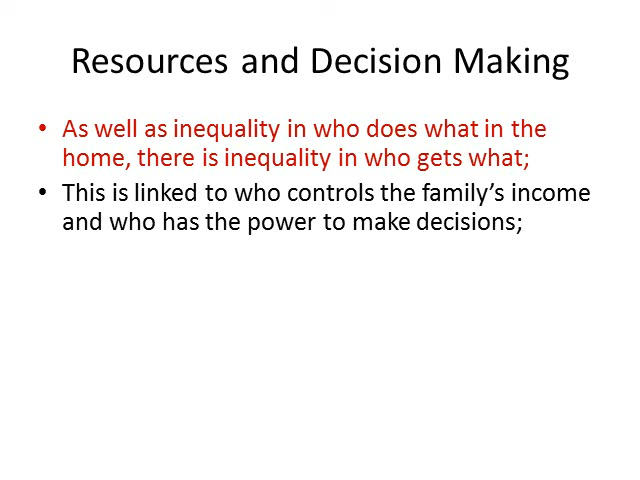 Resources and Decision Making
• As well as inequality in who does what in the
home, there is inequality in who gets what;
• This is linked to who controls the family’s income
and who has the power to make decisions;